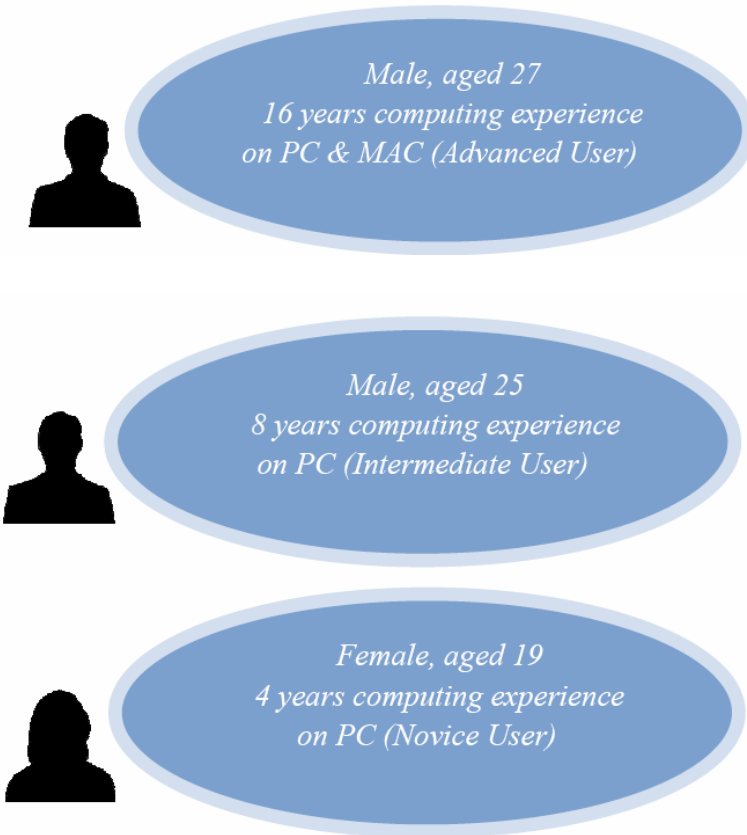 Male, aged 27
16 years computing experience
on PC & MAC (Advanced User)
Male, aged 25
8 years computing experience
on PC (Intermediate User)
Female, aged 19
4 years computing experience
on PC (Novice User)